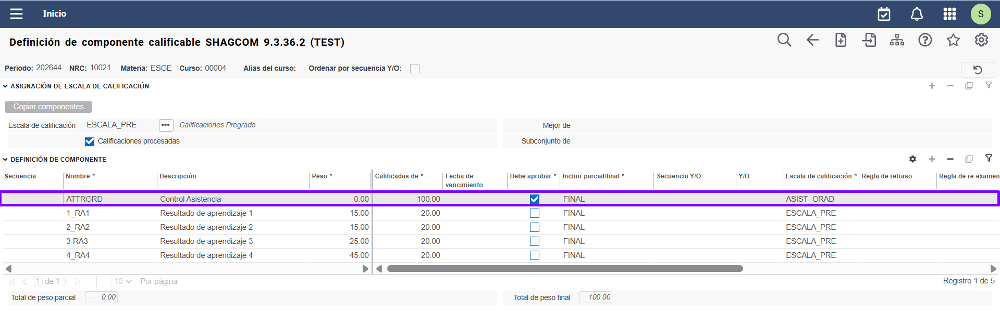 Inicio
S
Definición de componente calificable SHAGCOM 9.3.36.2 (TEST)
Periodo: 202644 NRC: 10021 Materia: ESGE Curso: 00004 Alias del curso: Ordenar por secuencia Y/O:
ASIGNACIÓN DE ESCALA DE CALIFICACIÓN
Copiar componentes
Escala de calificación ESCALA_PRE ••• Calificaciones Pregrado Mejor de
Calificaciones procesadas Subconjunto de
DEFINICIÓN DE COMPONENTE
Secuencia Nombre * Descripción Peso * Calificadas de * Fecha de vencimiento Debe aprobar * Incluir parcial/final * Secuencia Y/O Y/O Escala de calificación * Regla de retraso Regla de re-examen
ATTRGRD Control Asistencia 0.00 100.00 FINAL ASIST_GRAD
1_RA1 Resultado de aprendizaje 1 15.00 20.00 FINAL ESCALA_PRE
2_RA2 Resultado de aprendizaje 2 15.00 20.00 FINAL ESCALA_PRE
3-RA3 Resultado de aprendizaje 3 25.00 20.00 FINAL ESCALA_PRE
4_RA4 Resultado de aprendizaje 4 45.00 20.00 FINAL ESCALA_PRE
1 de 1 10 Por página Registro 1 de 5
Total de peso parcial 0.00 Total de peso final 100.00